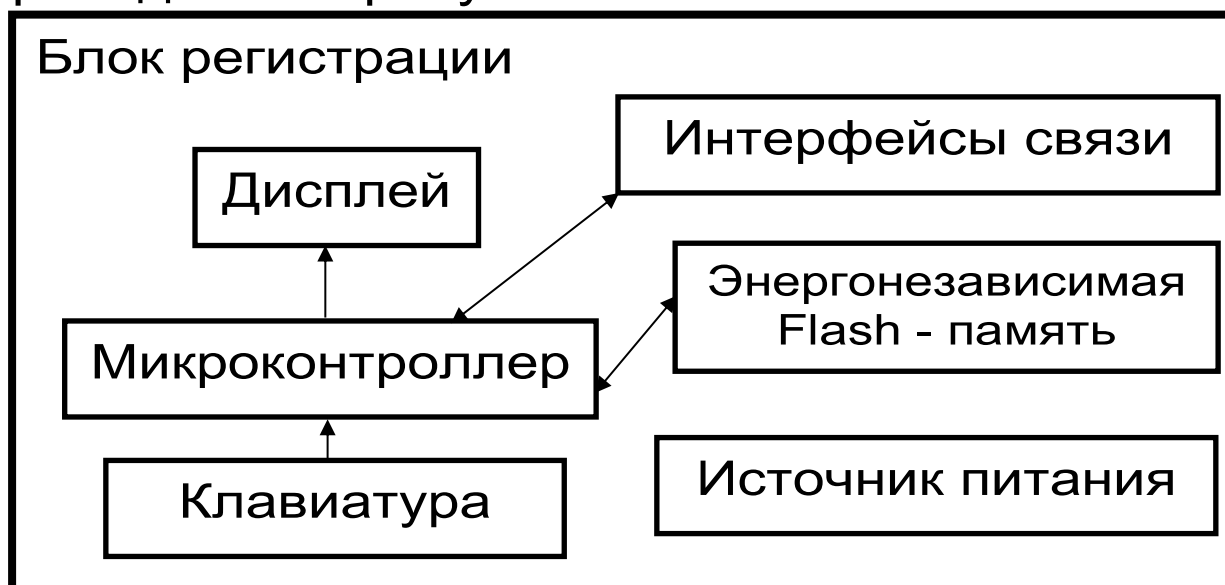 Блок регистрации
Интерфейсы связи
Дисплей
Энергонезависимая
Flash - память
Микроконтроллер
Источник питания
Клавиатура